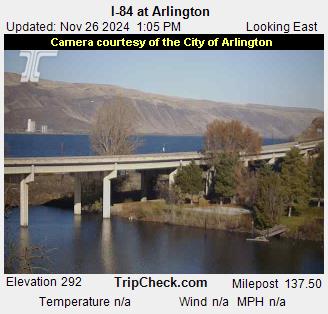 I-84 at Arlington
Updated: Nov 26 2024 1:05 PM Looking East
Camera courtesy of the City of Arlington
Elevation 292 TripCheck.com Milepost 137.50
Temperature n/a Wind n/a MPH n/a